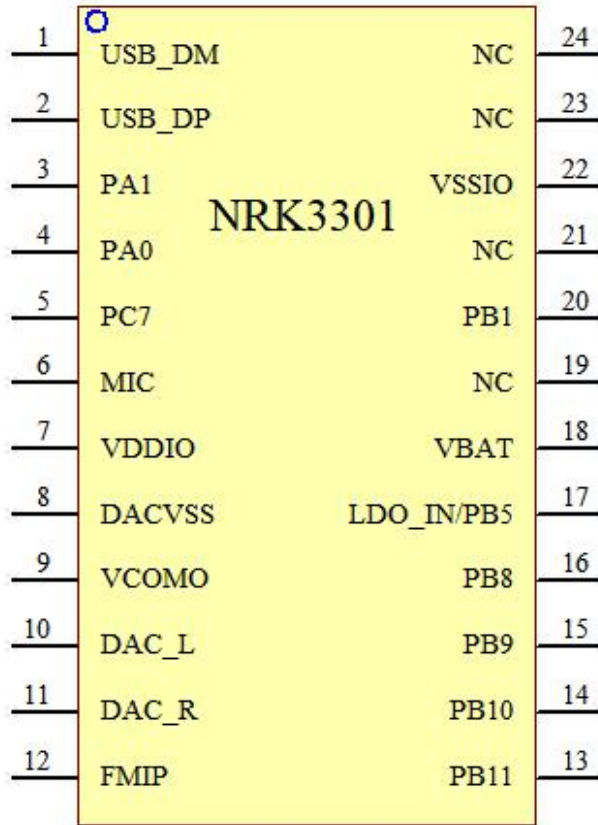 1 USB_DM NC 24
2 USB_DP NC 23
3 PA1 VSSIO 22
NRK3301
4 PA0 NC 21
5 PC7 PB1 20
6 MIC NC 19
7 VDDIO VBAT 18
8 DACVSS LDO_IN/PB5 17
9 VCOMO PB8 16
10 DAC_L PB9 15
11 DAC_R PB10 14
12 FMIP PB11 13